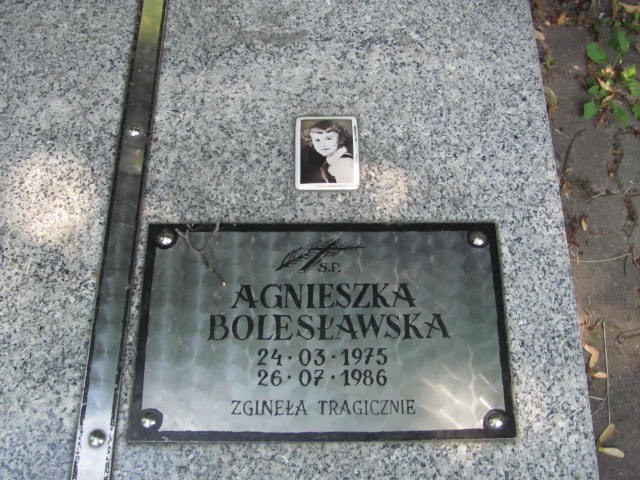 Ś.P.
AGNIESZKA
BOLESŁAWSKA
24·03·1975
26·07·1986
ZGINEŁA TRAGICZNIE